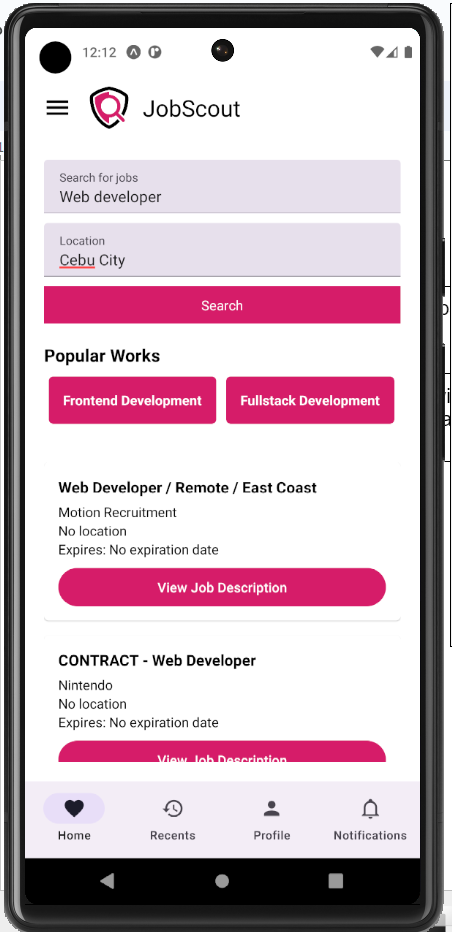 12:12
JobScout
Search for jobs
Web developer
Location
Cebu City
Search
Popular Works
Frontend Development
Fullstack Development
Web Developer / Remote / East Coast
Motion Recruitment
No location
Expires: No expiration date
View Job Description
CONTRACT - Web Developer
Nintendo
No location
Expires: No expiration date
View Job Description
Home
Recents
Profile
Notifications